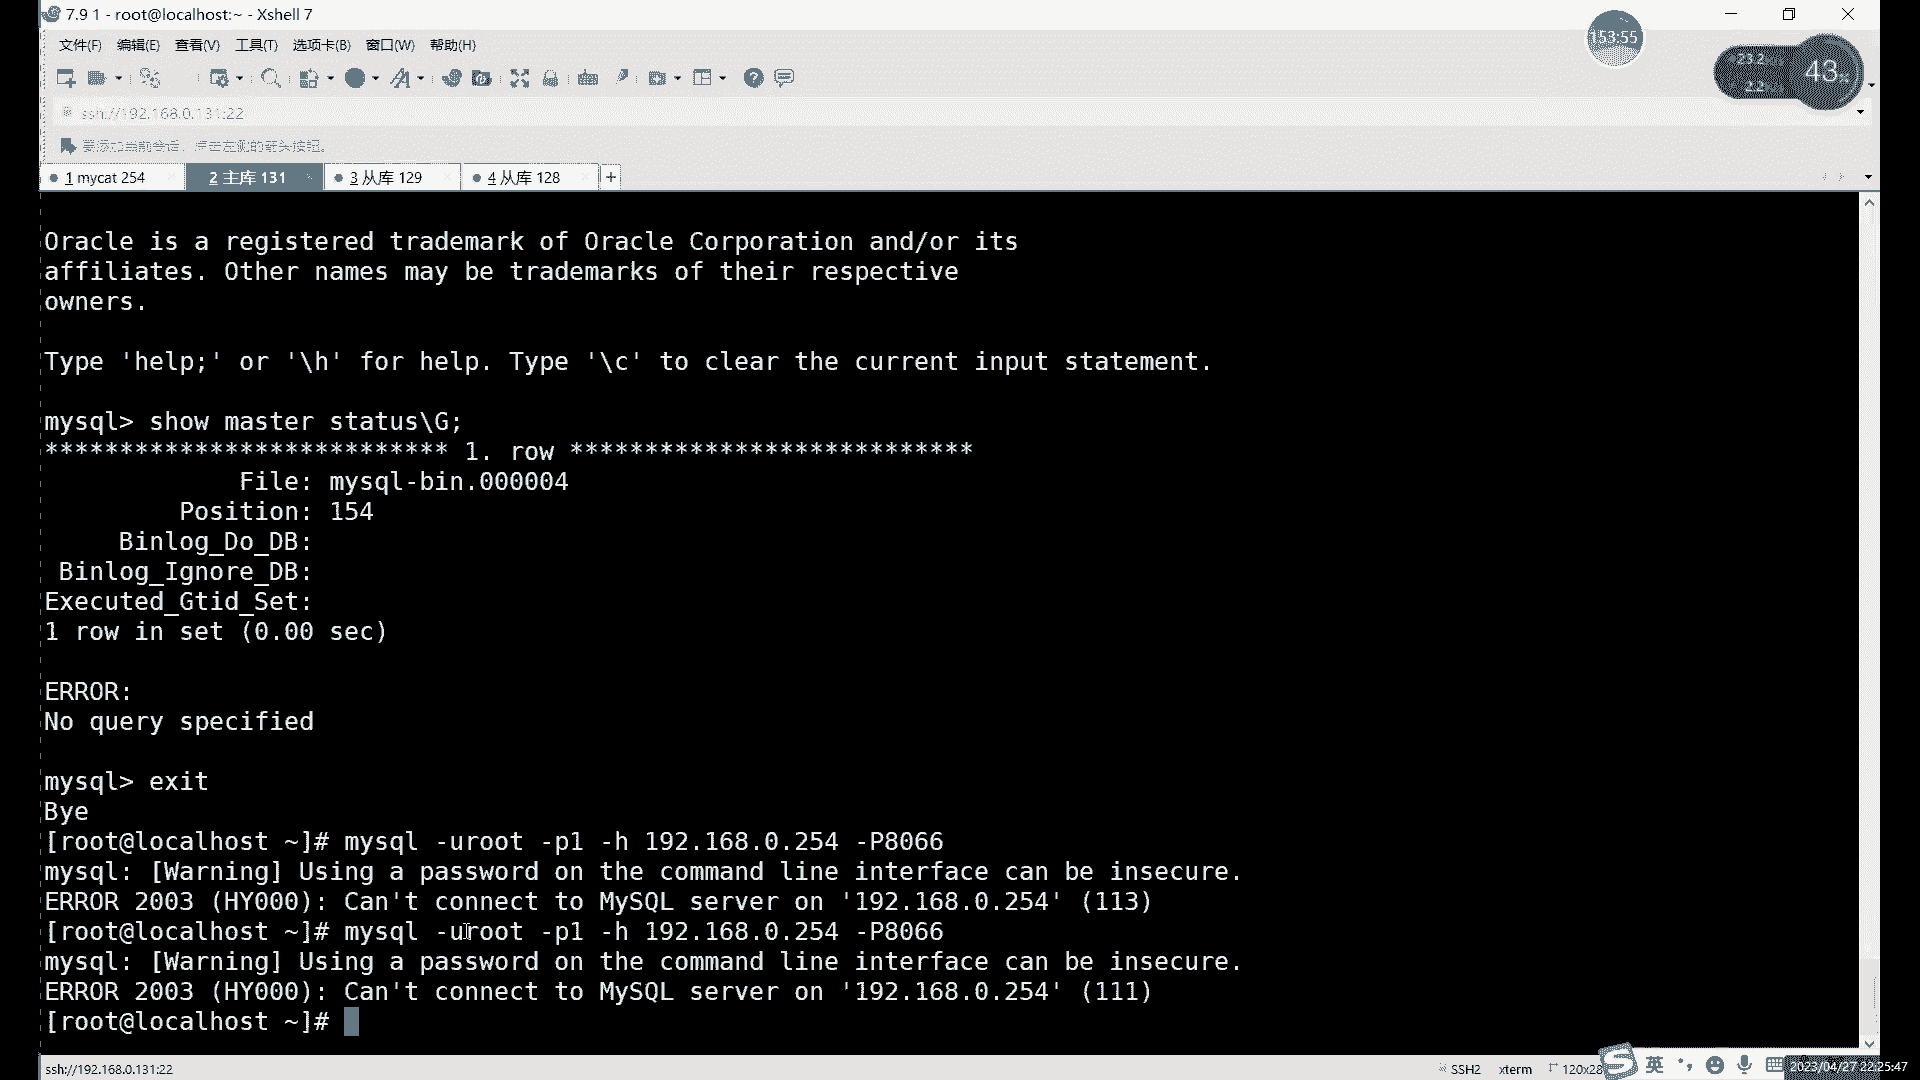 7.9 1 - root@localhost:~ - Xshell 7
文件(F) 编辑(E) 查看(V) 工具(T) 选项卡(B) 窗口(W) 帮助(H)
153:55
23.2
2.2
43%
ssh://192.168.0.131:22
要添加当前会话，点击左侧的箭头按钮。
1 mycat 254
2 主库 131
3 从库 129
4 从库 128
Oracle is a registered trademark of Oracle Corporation and/or its
affiliates. Other names may be trademarks of their respective
owners.
Type 'help;' or '\h' for help. Type '\c' to clear the current input statement.
mysql> show master status\G;
*************************** 1. row ***************************
File: mysql-bin.000004
Position: 154
Binlog_Do_DB:
Binlog_Ignore_DB:
Executed_Gtid_Set:
1 row in set (0.00 sec)
ERROR:
No query specified
mysql> exit
Bye
[root@localhost ~]# mysql -uroot -p1 -h 192.168.0.254 -P8066
mysql: [Warning] Using a password on the command line interface can be insecure.
ERROR 2003 (HY000): Can't connect to MySQL server on '192.168.0.254' (113)
[root@localhost ~]# mysql -uroot -p1 -h 192.168.0.254 -P8066
mysql: [Warning] Using a password on the command line interface can be insecure.
ERROR 2003 (HY000): Can't connect to MySQL server on '192.168.0.254' (111)
[root@localhost ~]#
ssh://192.168.0.131:22
SSH2 xterm 120x28
英
2023/04/27 22:25:47